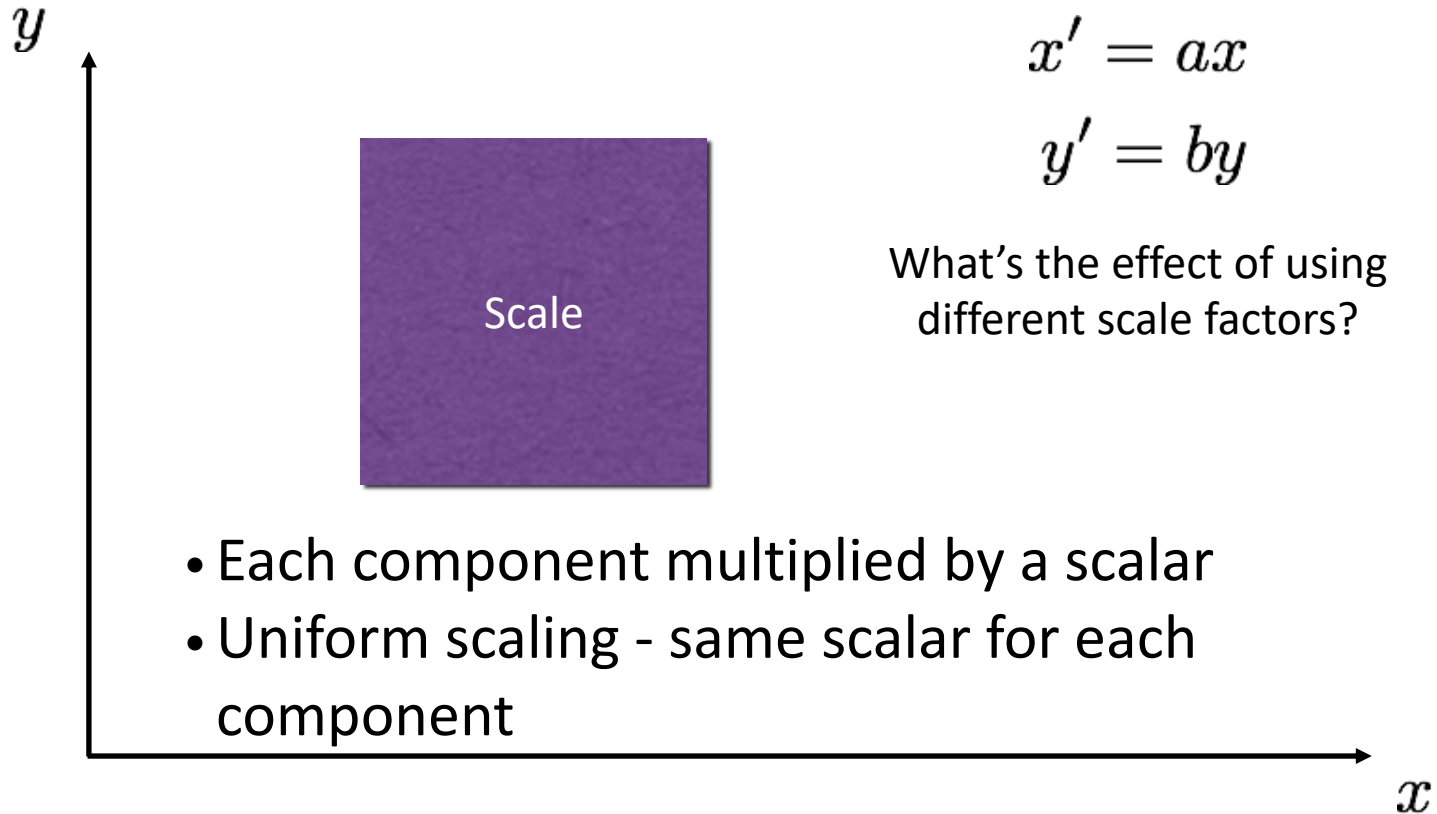 y
x′ = ax
y′ = by
What’s the effect of using
different scale factors?
Scale
• Each component multiplied by a scalar
• Uniform scaling - same scalar for each
component
x